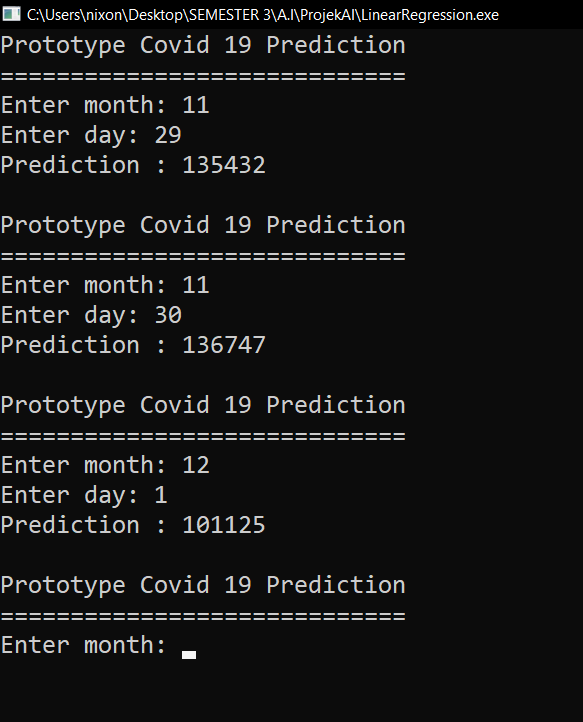 C:\Users\nixon\Desktop\SEMESTER 3\A.I\ProjekAI\LinearRegression.exe
Prototype Covid 19 Prediction
=============================
Enter month: 11
Enter day: 29
Prediction : 135432
Prototype Covid 19 Prediction
=============================
Enter month: 11
Enter day: 30
Prediction : 136747
Prototype Covid 19 Prediction
=============================
Enter month: 12
Enter day: 1
Prediction : 101125
Prototype Covid 19 Prediction
=============================
Enter month: